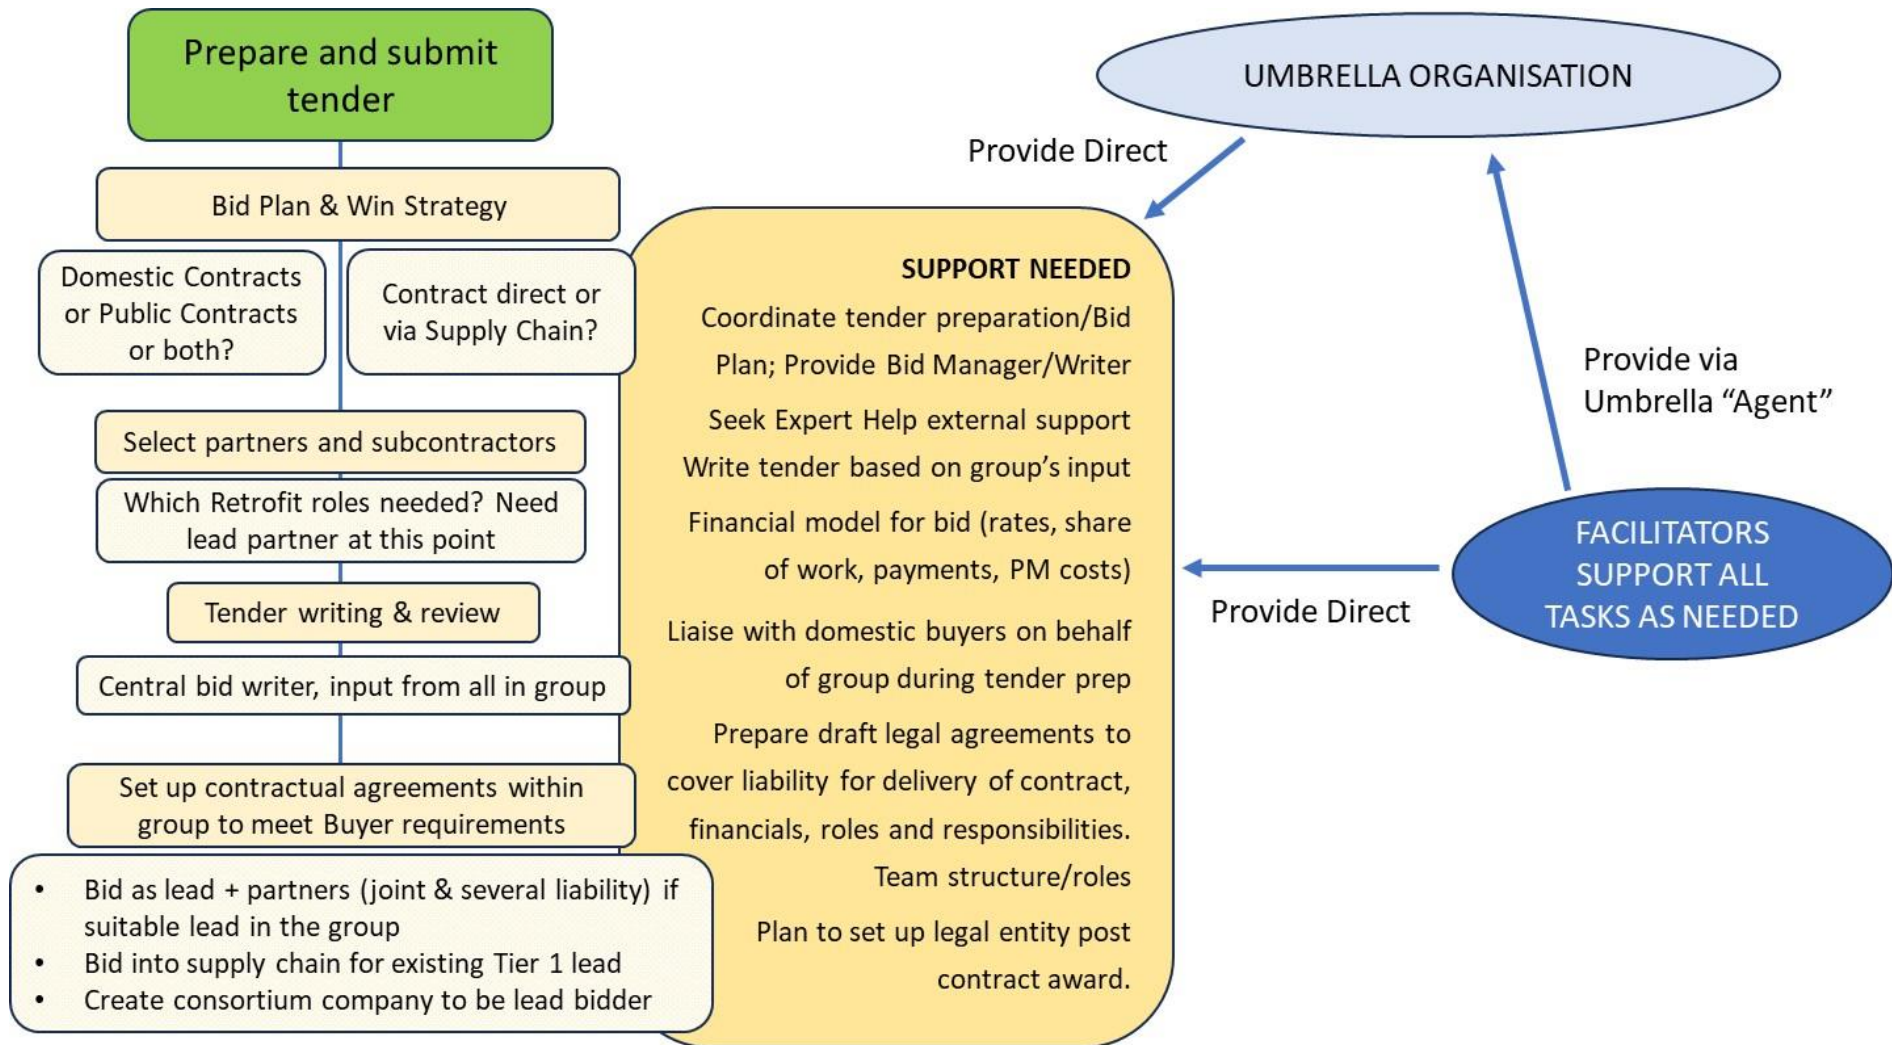 Prepare and submit
tender
Bid Plan & Win Strategy
Domestic Contracts
or Public Contracts
or both?
Contract direct or
via Supply Chain?
Select partners and subcontractors
Which Retrofit roles needed? Need
lead partner at this point
Tender writing & review
Central bid writer, input from all in group
Set up contractual agreements within
group to meet Buyer requirements
• Bid as lead + partners (joint & several liability) if
suitable lead in the group
• Bid into supply chain for existing Tier 1 lead
• Create consortium company to be lead bidder
SUPPORT NEEDED
Coordinate tender preparation/Bid
Plan; Provide Bid Manager/Writer
Seek Expert Help external support
Write tender based on group's input
Financial model for bid (rates, share
of work, payments, PM costs)
Liaise with domestic buyers on behalf
of group during tender prep
Prepare draft legal agreements to
cover liability for delivery of contract,
financials, roles and responsibilities.
Team structure/roles
Plan to set up legal entity post
contract award.
UMBRELLA ORGANISATION
Provide Direct
Provide via
Umbrella “Agent”
FACILITATORS
SUPPORT ALL
TASKS AS NEEDED
Provide Direct